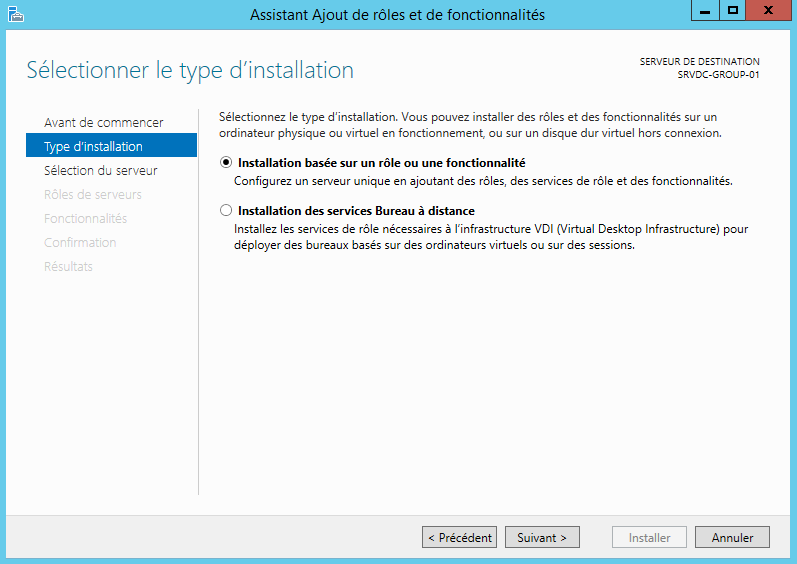 Assistant Ajout de rôles et de fonctionnalités
Sélectionner le type d’installation
SERVEUR DE DESTINATION
SRVDC-GROUP-01
Avant de commencer
Type d’installation
Sélection du serveur
Rôles de serveurs
Fonctionnalités
Confirmation
Résultats
Sélectionnez le type d’installation. Vous pouvez installer des rôles et des fonctionnalités sur un
ordinateur physique ou virtuel en fonctionnement, ou sur un disque dur virtuel hors connexion.
Installation basée sur un rôle ou une fonctionnalité
Configurez un serveur unique en ajoutant des rôles, des services de rôle et des fonctionnalités.
Installation des services Bureau à distance
Installez les services de rôle nécessaires à l’infrastructure VDI (Virtual Desktop Infrastructure) pour
déployer des bureaux basés sur des ordinateurs virtuels ou sur des sessions.
< Précédent
Suivant >
Installer
Annuler